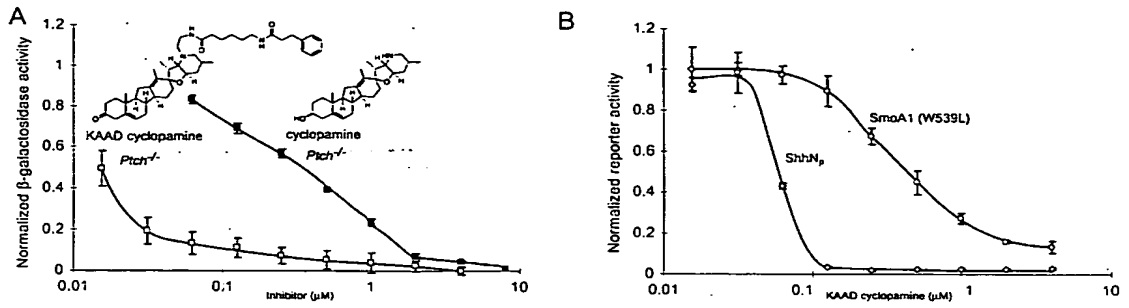 A
Normalized β-galactosidase activity
1.2
1
0.8
0.6
0.4
0.2
0
0.01
0.1
1
10
Inhibitor (μM)
KAAD cyclopamine
Ptch-/-
cyclopamine
Ptch-/-
B
Normalized reporter activity
1.2
1
0.8
0.6
0.4
0.2
0
0.01
0.1
1
10
KAAD cyclopamine (μM)
SmoA1 (W539L)
ShhNp